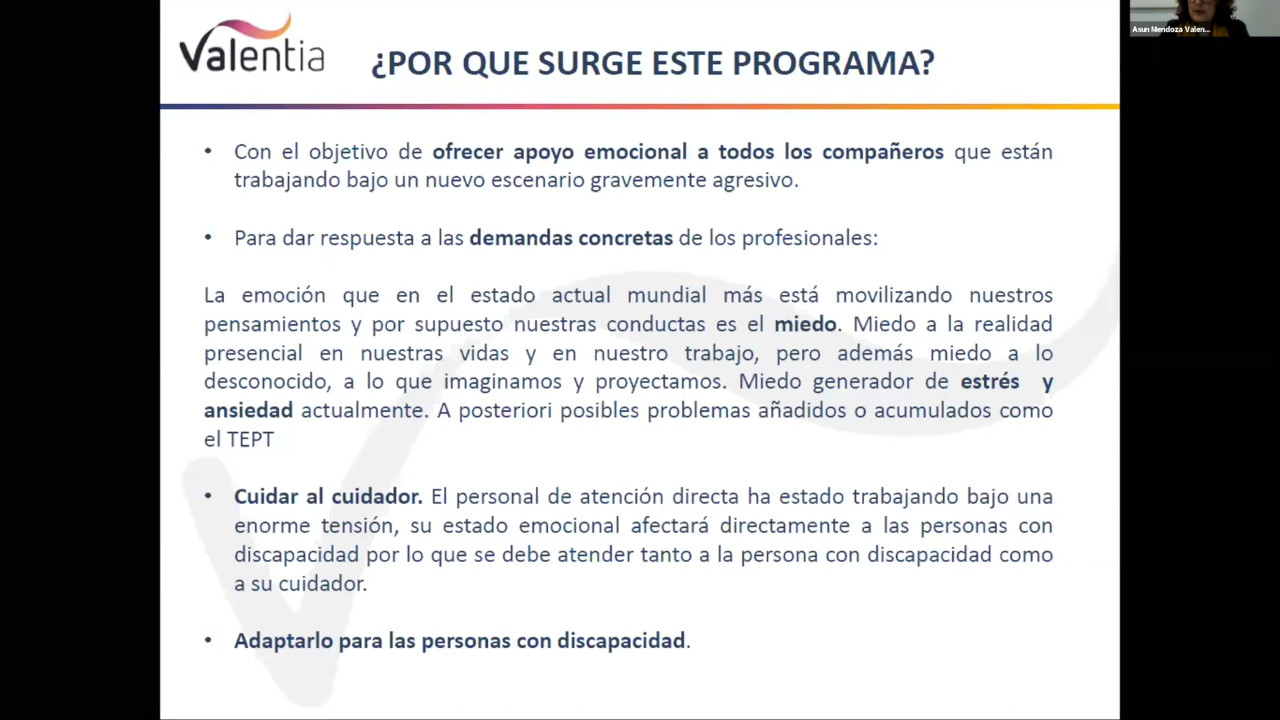 Valentia
¿POR QUE SURGE ESTE PROGRAMA?
Asun Mendoza Valen...
• Con el objetivo de ofrecer apoyo emocional a todos los compañeros que están
trabajando bajo un nuevo escenario gravemente agresivo.
• Para dar respuesta a las demandas concretas de los profesionales:
La emoción que en el estado actual mundial más está movilizando nuestros
pensamientos y por supuesto nuestras conductas es el miedo. Miedo a la realidad
presencial en nuestras vidas y en nuestro trabajo, pero además miedo a lo
desconocido, a lo que imaginamos y proyectamos. Miedo generador de estrés y
ansiedad actualmente. A posteriori posibles problemas añadidos o acumulados como
el TEPT
• Cuidar al cuidador. El personal de atención directa ha estado trabajando bajo una
enorme tensión, su estado emocional afectará directamente a las personas con
discapacidad por lo que se debe atender tanto a la persona con discapacidad como
a su cuidador.
• Adaptarlo para las personas con discapacidad.